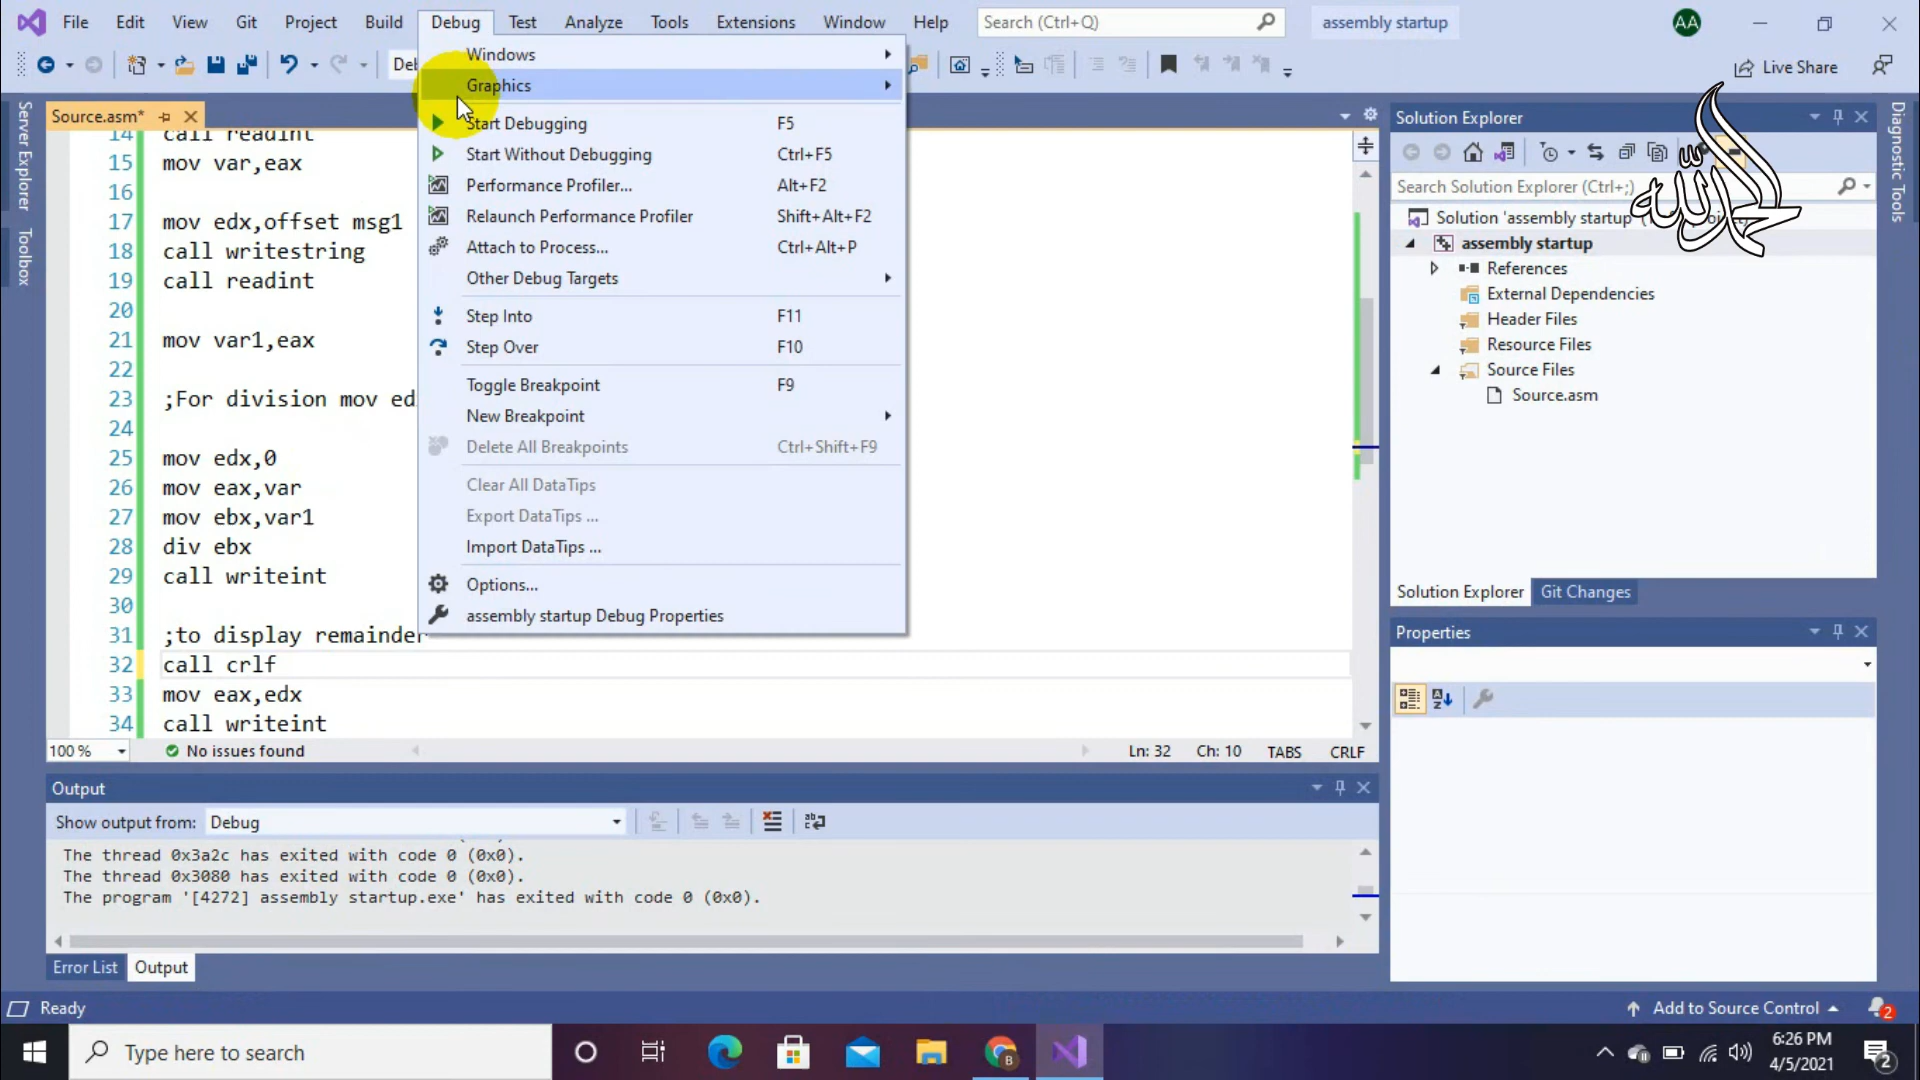 File Edit View Git Project Build Debug Test Analyze Tools Extensions Window Help Search (Ctrl+Q) assembly startup AA
Live Share
Windows
Graphics
Start Debugging F5
Start Without Debugging Ctrl+F5
Performance Profiler... Alt+F2
Relaunch Performance Profiler Shift+Alt+F2
Attach to Process... Ctrl+Alt+P
Other Debug Targets
Step Into F11
Step Over F10
Toggle Breakpoint F9
New Breakpoint
Delete All Breakpoints Ctrl+Shift+F9
Clear All DataTips
Export DataTips ...
Import DataTips ...
Options...
assembly startup Debug Properties
Server Explorer
Toolbox
Source.asm*
14 call readint
15 mov var,eax
16
17 mov edx,offset msg1
18 call writestring
19 call readint
20
21 mov var1,eax
22
23 ;For division mov
24
25 mov edx,0
26 mov eax,var
27 mov ebx,var1
28 div ebx
29 call writeint
30
31 ;to display remainder
32 call crlf
33 mov eax,edx
34 call writeint
100 % No issues found Ln: 32 Ch: 10 TABS CRLF
Output
Show output from: Debug
The thread 0x3a2c has exited with code 0 (0x0).
The thread 0x3080 has exited with code 0 (0x0).
The program '[4272] assembly startup.exe' has exited with code 0 (0x0).
Error List Output
Solution Explorer
Search Solution Explorer (Ctrl+;)
Solution 'assembly startup'
assembly startup
References
External Dependencies
Header Files
Resource Files
Source Files
Source.asm
الحمدلله
Solution Explorer Git Changes
Properties
Diagnostic Tools
Ready Add to Source Control 2
Type here to search
6:26 PM
4/5/2021
2